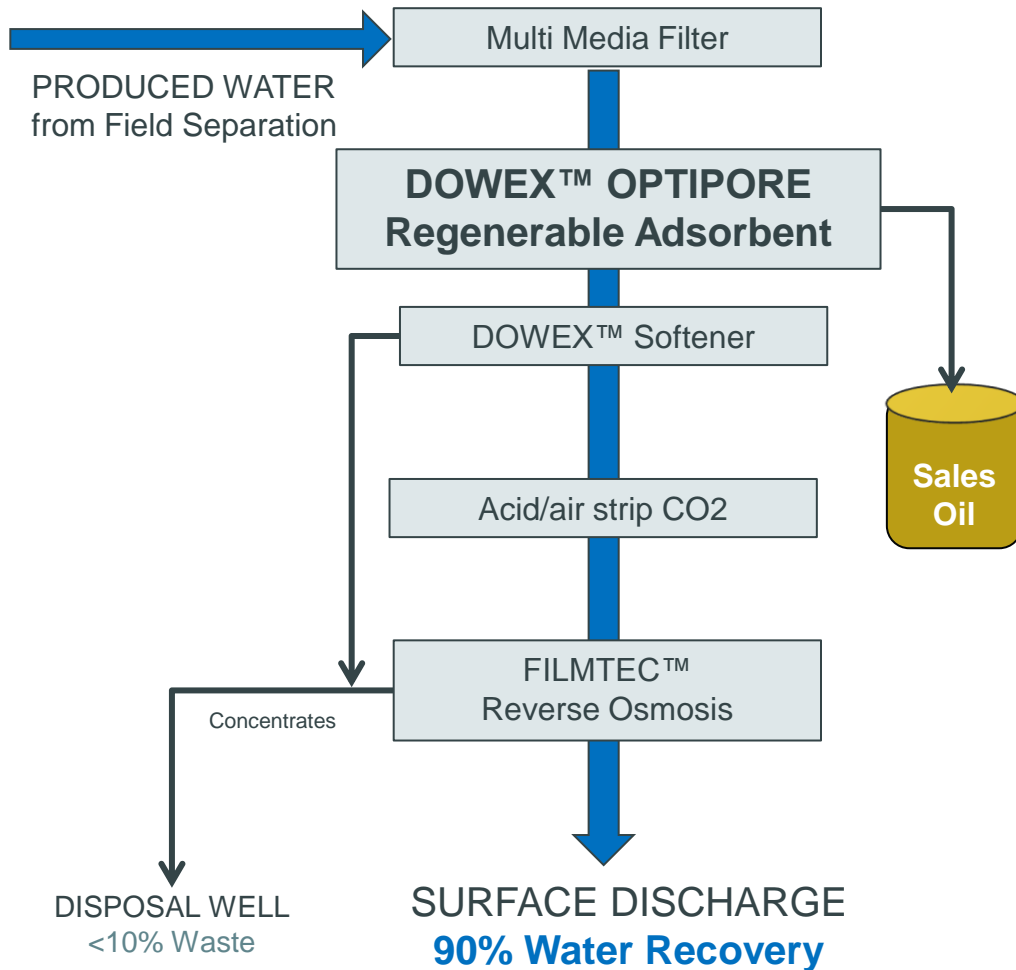 Multi Media Filter
PRODUCED WATER
from Field Separation
DOWEX™ OPTIPORE
Regenerable Adsorbent
DOWEX™ Softener
Sales
Oil
Acid/air strip CO2
FILMTEC™
Reverse Osmosis
Concentrates
DISPOSAL WELL
<10% Waste
SURFACE DISCHARGE
90% Water Recovery